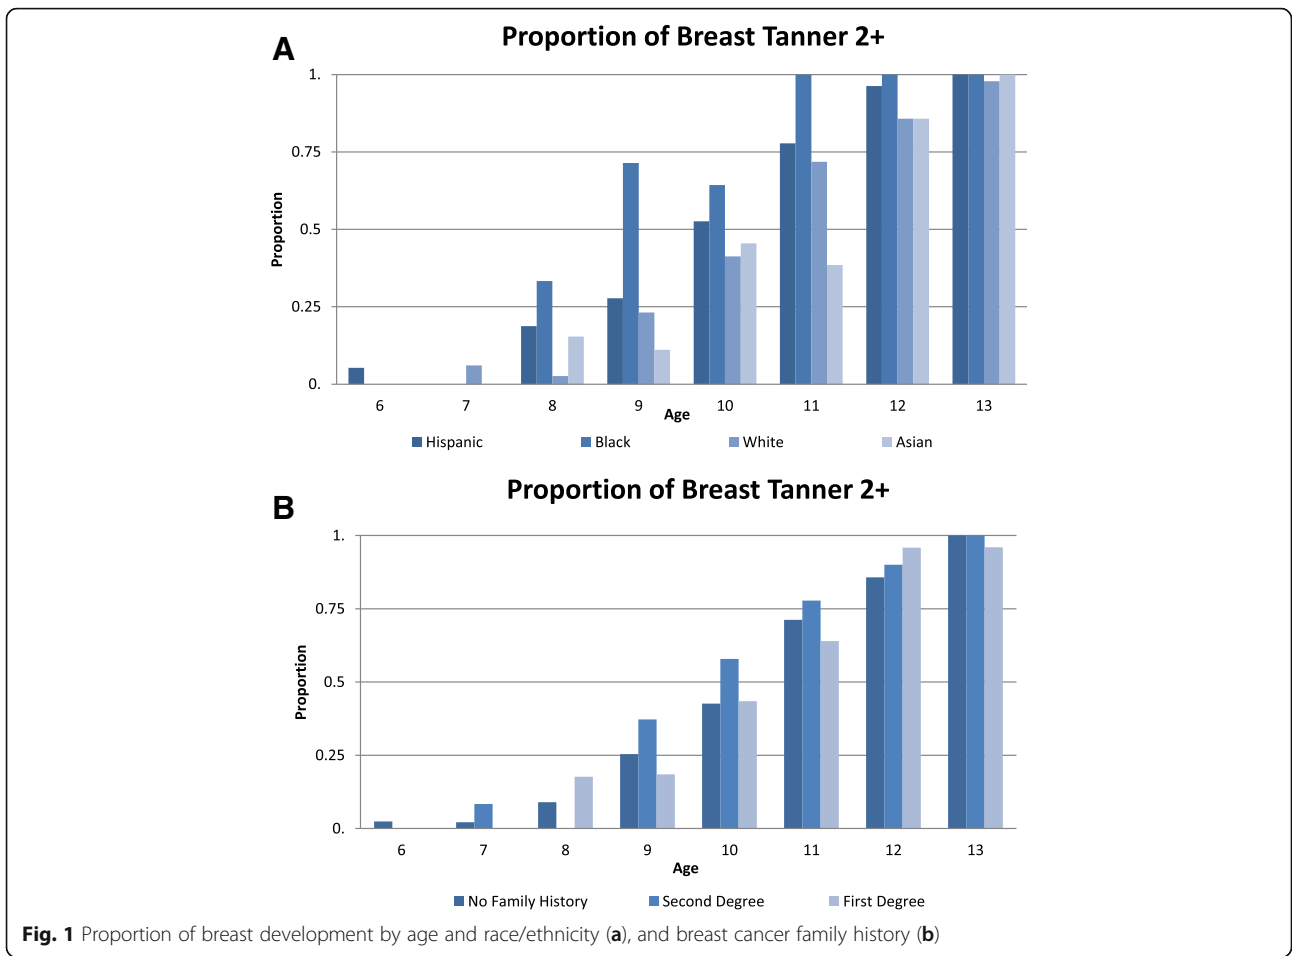 A
Proportion of Breast Tanner 2+
1.
0.75
0.5
0.25
0.
Proportion
6 7 8 9 10 11 12 13
Age
Hispanic Black White Asian
B
Proportion of Breast Tanner 2+
1.
0.75
0.5
0.25
0.
Proportion
6 7 8 9 10 11 12 13
Age
No Family History Second Degree First Degree
Fig. 1 Proportion of breast development by age and race/ethnicity (a), and breast cancer family history (b)